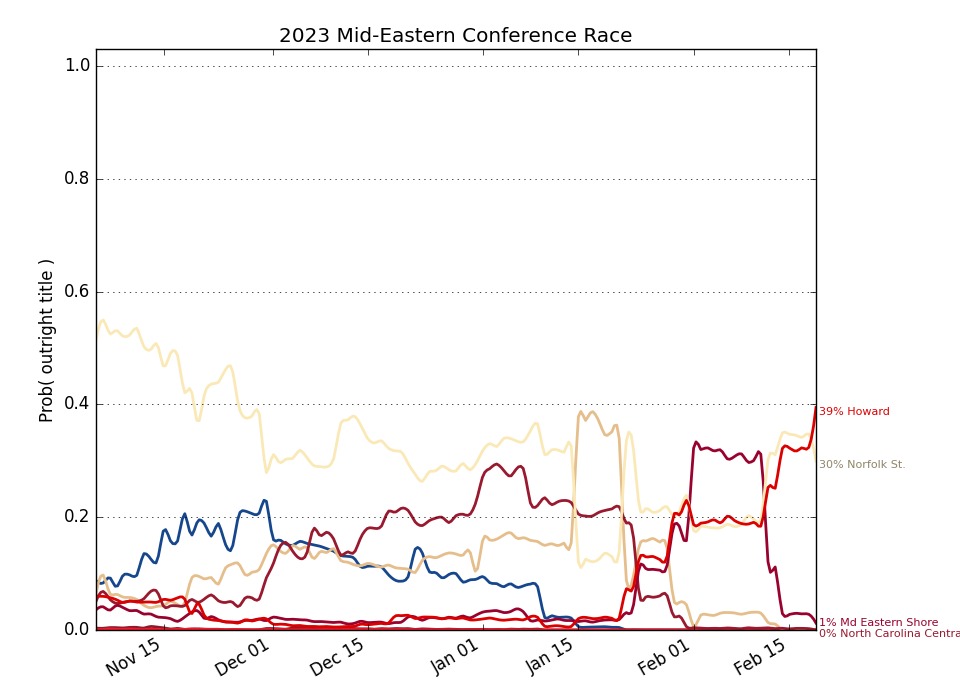 2023 Mid-Eastern Conference Race
Prob( outright title )
1.0
0.8
0.6
0.4
0.2
0.0
Nov 15
Dec 01
Dec 15
Jan 01
Jan 15
Feb 01
Feb 15
39% Howard
30% Norfolk St.
1% Md Eastern Shore
0% North Carolina Centra